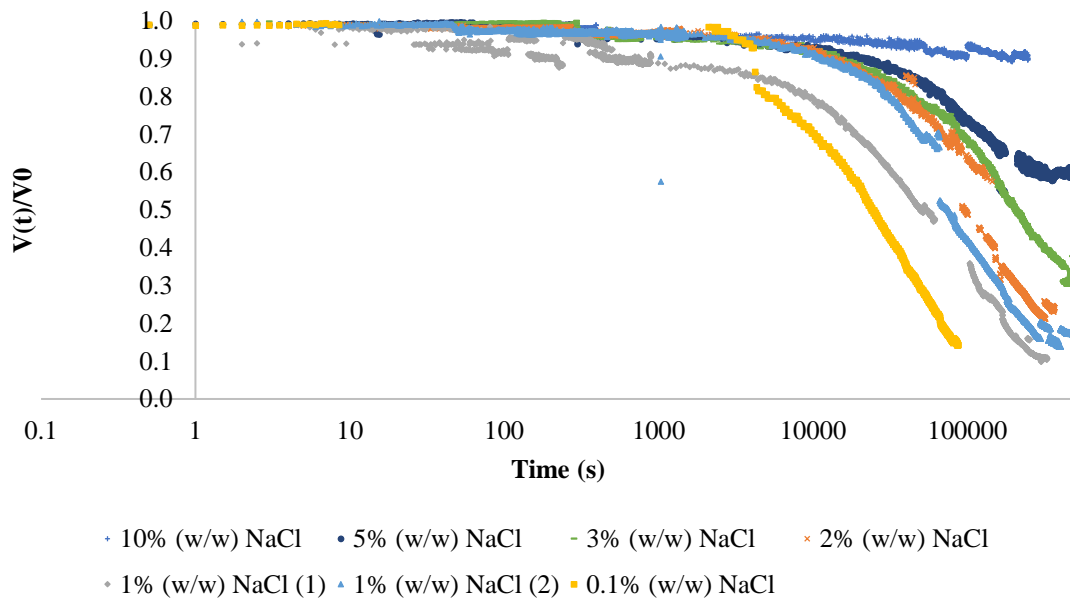 1.0
0.9
0.8
0.7
0.6
0.5
0.4
0.3
0.2
0.1
0.0
V(t)/V0
0.1 1 10 100 1000 10000 100000
Time (s)
10% (w/w) NaCl 5% (w/w) NaCl 3% (w/w) NaCl 2% (w/w) NaCl
1% (w/w) NaCl (1) 1% (w/w) NaCl (2) 0.1% (w/w) NaCl